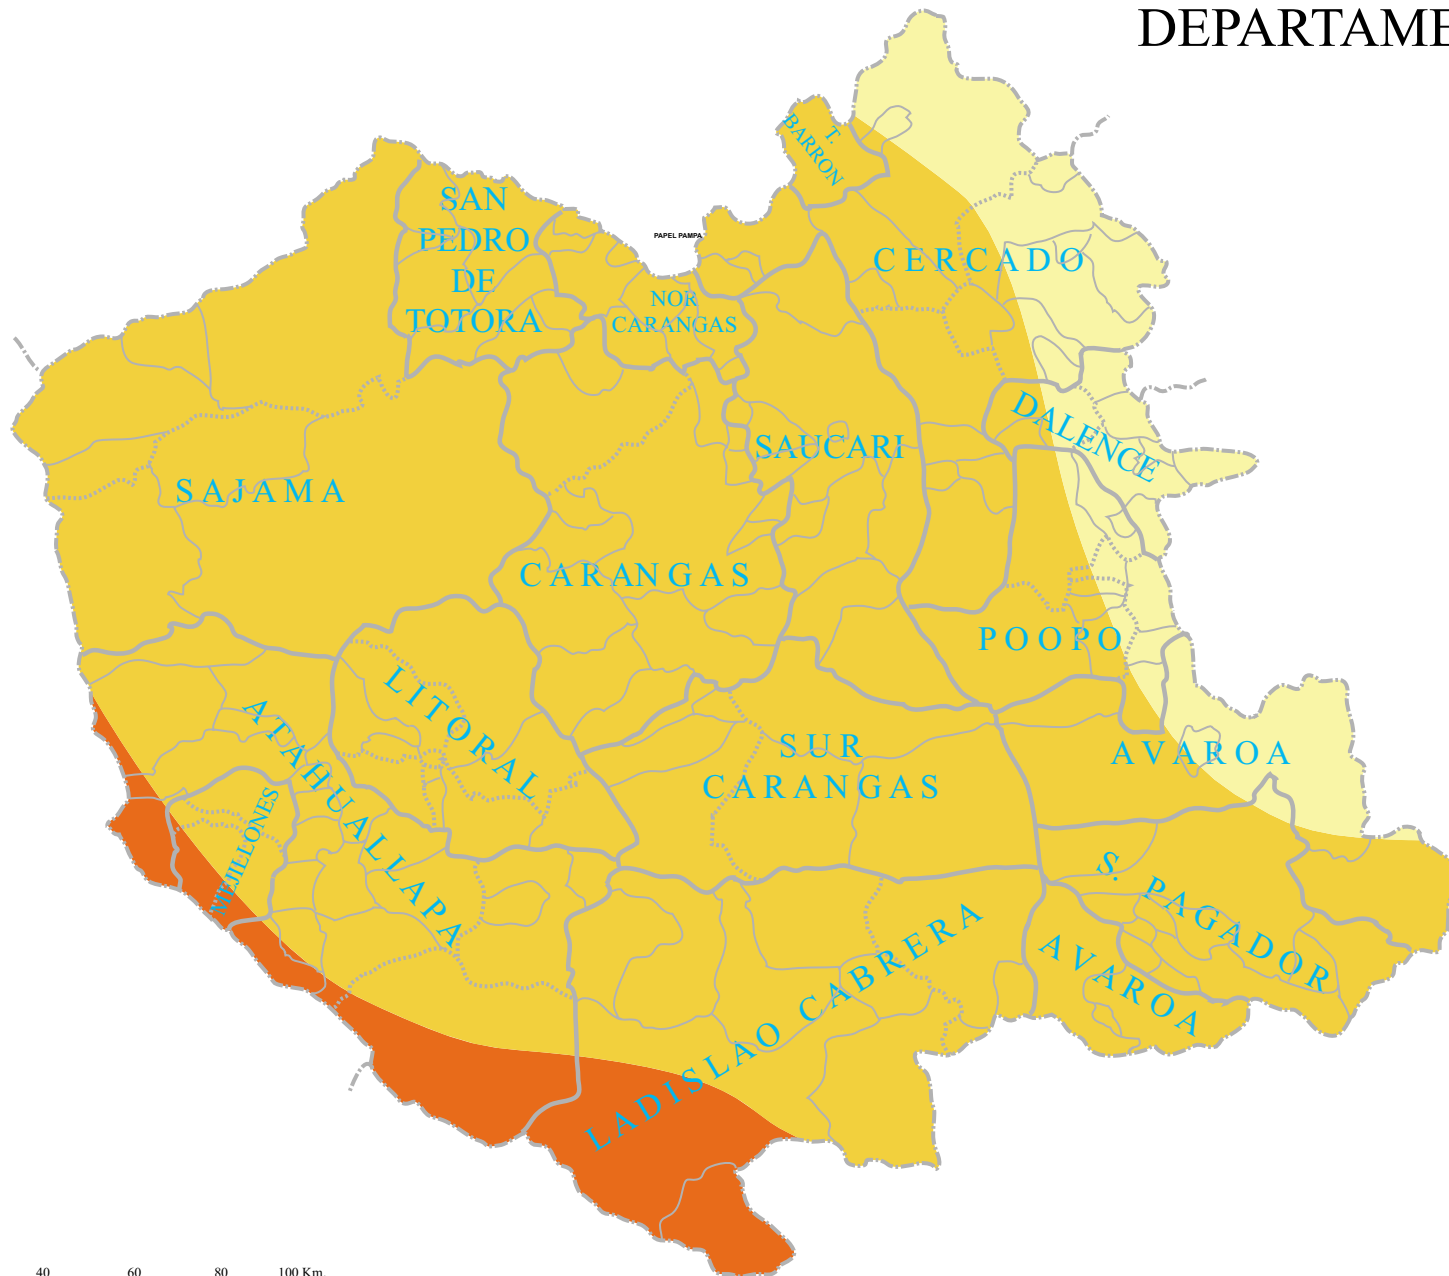 DEPARTAME
T.
BARRON
SAN
PEDRO
DE
TOTORA
PAPEL PAMPA
CERCADO
NOR
CARANGAS
DALENCE
SAUCARI
SAJAMA
CARANGAS
POOPO
LITORAL
ATAHUALLAPA
SUR
CARANGAS
AVAROA
MEJILLONES
S. PAGADOR
AVAROA
LADISLAO CABRERA
40 60 80 100 Km.